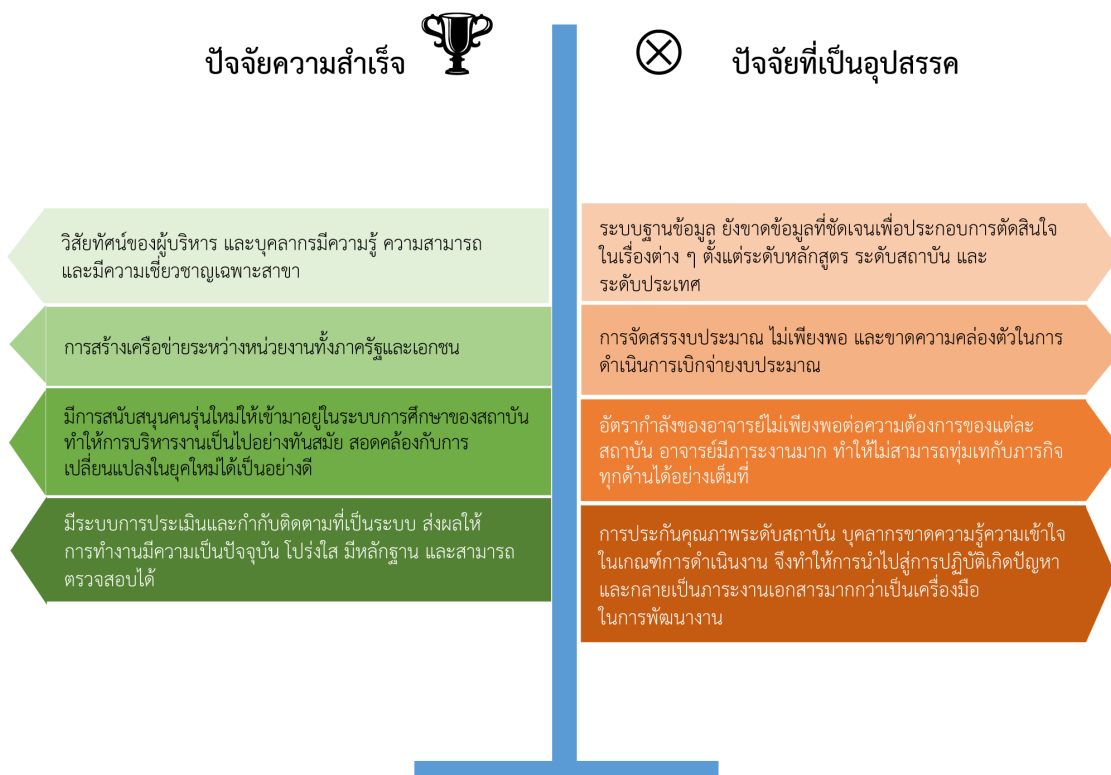 ปัจจัยความสำเร็จ
วิสัยทัศน์ของผู้บริหาร และบุคลากรมีความรู้ ความสามารถ
และมีความเชี่ยวชาญเฉพาะสาขา
การสร้างเครือข่ายระหว่างหน่วยงานทั้งภาครัฐและเอกชน
มีการสนับสนุนคนรุ่นใหม่ให้เข้ามาอยู่ในระบบการศึกษาของสถาบัน
ทำให้การบริหารงานเป็นไปอย่างทันสมัย สอดคล้องกับการ
เปลี่ยนแปลงในยุคใหม่ได้เป็นอย่างดี
มีระบบการประเมินและกำกับติดตามที่เป็นระบบ ส่งผลให้
การทำงานมีความเป็นปัจจุบัน โปร่งใส มีหลักฐาน และสามารถ
ตรวจสอบได้
ปัจจัยที่เป็นอุปสรรค
ระบบฐานข้อมูล ยังขาดข้อมูลที่ชัดเจนเพื่อประกอบการตัดสินใจ
ในเรื่องต่าง ๆ ตั้งแต่ระดับหลักสูตร ระดับสถาบัน และ
ระดับประเทศ
การจัดสรรงบประมาณ ไม่เพียงพอ และขาดความคล่องตัวในการ
ดำเนินการเบิกจ่ายงบประมาณ
อัตรากำลังของอาจารย์ไม่เพียงพอต่อความต้องการของแต่ละ
สถาบัน อาจารย์มีภาระงานมาก ทำให้ไม่สามารถทุ่มเทกับภารกิจ
ทุกด้านได้อย่างเต็มที่
การประกันคุณภาพระดับสถาบัน บุคลากรขาดความรู้ความเข้าใจ
ในเกณฑ์การดำเนินงาน จึงทำให้การนำไปสู่การปฏิบัติเกิดปัญหา
และกลายเป็นภาระงานเอกสารมากกว่าเป็นเครื่องมือ
ในการพัฒนางาน